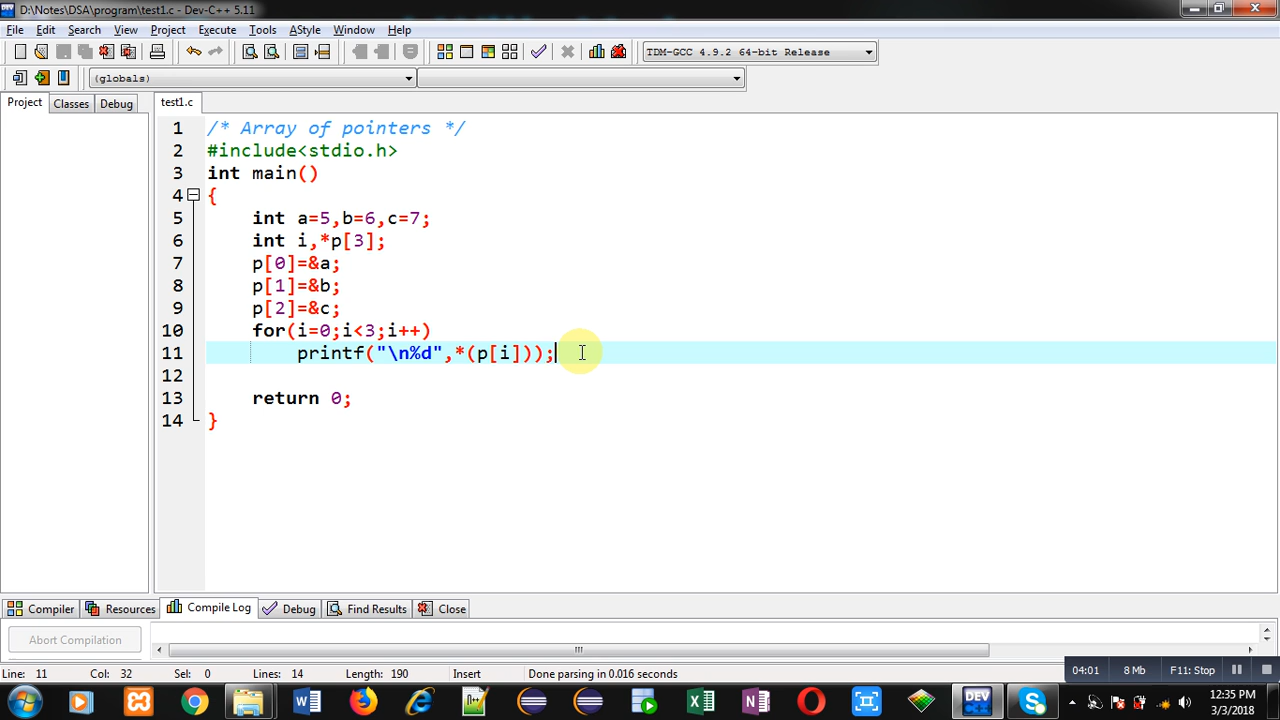 D:\Notes\DSA\program\test1.c - Dev-C++ 5.11
File Edit Search View Project Execute Tools AStyle Window Help
TDM-GCC 4.9.2 64-bit Release
(globals)
Project Classes Debug test1.c
1 /* Array of pointers */
2 #include<stdio.h>
3 int main()
4 {
5 int a=5,b=6,c=7;
6 int i,*p[3];
7 p[0]=&a;
8 p[1]=&b;
9 p[2]=&c;
10 for(i=0;i<3;i++)
11 printf("\n%d",*(p[i]));
12
13 return 0;
14 }
Compiler Resources Compile Log Debug Find Results Close
Abort Compilation
Line: 11 Col: 32 Sel: 0 Lines: 14 Length: 190 Insert Done parsing in 0.016 seconds
04:01 8 Mb F11: Stop
DEV
12:35 PM
3/3/2018